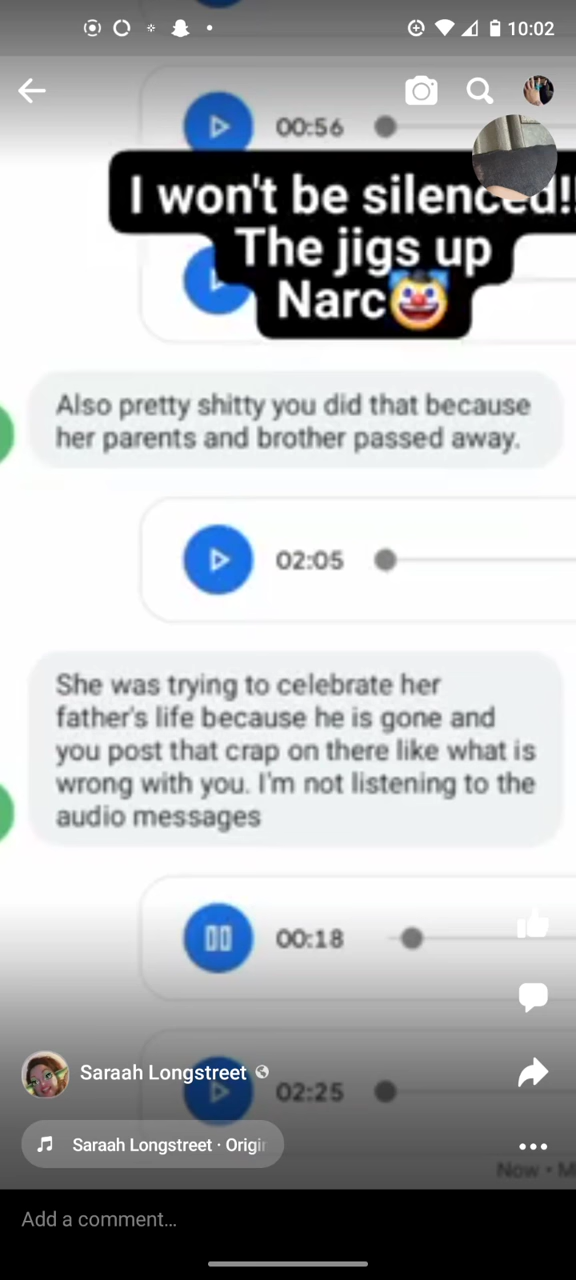 10:02
00:56
I won't be silenced!!
The jigs up
Narc🤡
Also pretty shitty you did that because
her parents and brother passed away.
02:05
She was trying to celebrate her
father's life because he is gone and
you post that crap on there like what is
wrong with you. I'm not listening to the
audio messages
00:18
Saraah Longstreet
02:25
Saraah Longstreet · Origin
Now •
Add a comment...